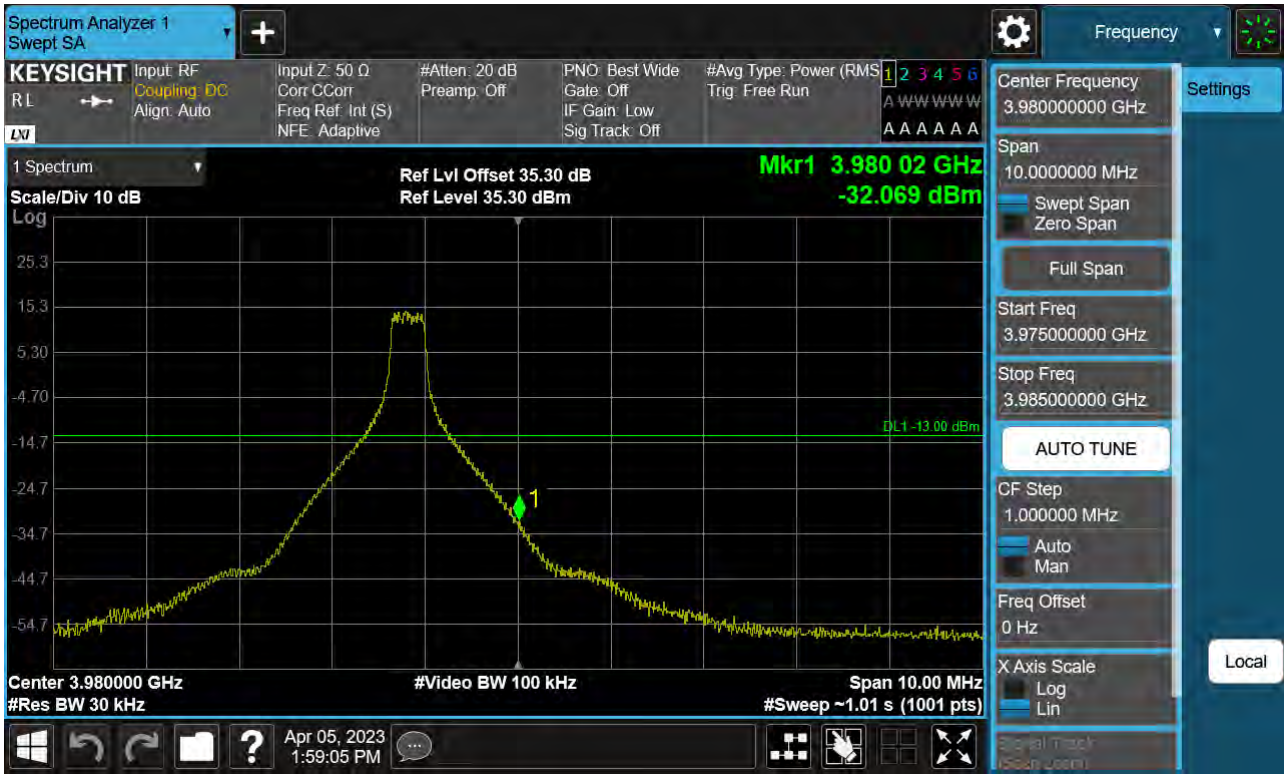 Spectrum Analyzer 1
Swept SA
+
Frequency
KEYSIGHT
RL
LXI
Input: RF
Coupling: DC
Align: Auto
Input Z: 50 Ω
Corr CCorr
Freq Ref: Int (S)
NFE: Adaptive
#Atten: 20 dB
Preamp: Off
PNO: Best Wide
Gate: Off
IF Gain: Low
Sig Track: Off
#Avg Type: Power (RMS
Trig: Free Run
1 2 3 4 5 6
A W W W W W
A A A A A A
1 Spectrum
Scale/Div 10 dB
Log
Ref Lvl Offset 35.30 dB
Ref Level 35.30 dBm
Mkr1 3.980 02 GHz
-32.069 dBm
25.3
15.3
5.30
-4.70
-14.7
-24.7
-34.7
-44.7
-54.7
DL1 -13.00 dBm
1
Center 3.980000 GHz
#Res BW 30 kHz
#Video BW 100 kHz
Span 10.00 MHz
#Sweep ~1.01 s (1001 pts)
Center Frequency
3.980000000 GHz
Span
10.0000000 MHz
Swept Span
Zero Span
Full Span
Start Freq
3.975000000 GHz
Stop Freq
3.985000000 GHz
AUTO TUNE
CF Step
1.000000 MHz
Auto
Man
Freq Offset
0 Hz
X Axis Scale
Log
Lin
Signal Track
(Span Zoom)
Settings
Local
?
Apr 05, 2023
1:59:05 PM